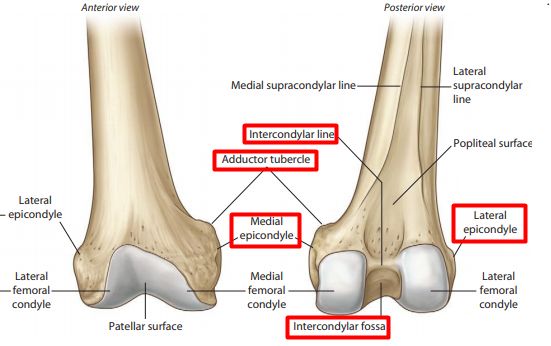 Anterior view
Posterior view
Medial supracondylar line
Lateral
supracondylar
line
Intercondylar line
Popliteal surface
Adductor tubercle
Lateral
epicondyle
Medial
epicondyle
Lateral
epicondyle
Lateral
femoral
condyle
Medial
femoral
condyle
Lateral
femoral
condyle
Patellar surface
Intercondylar fossa